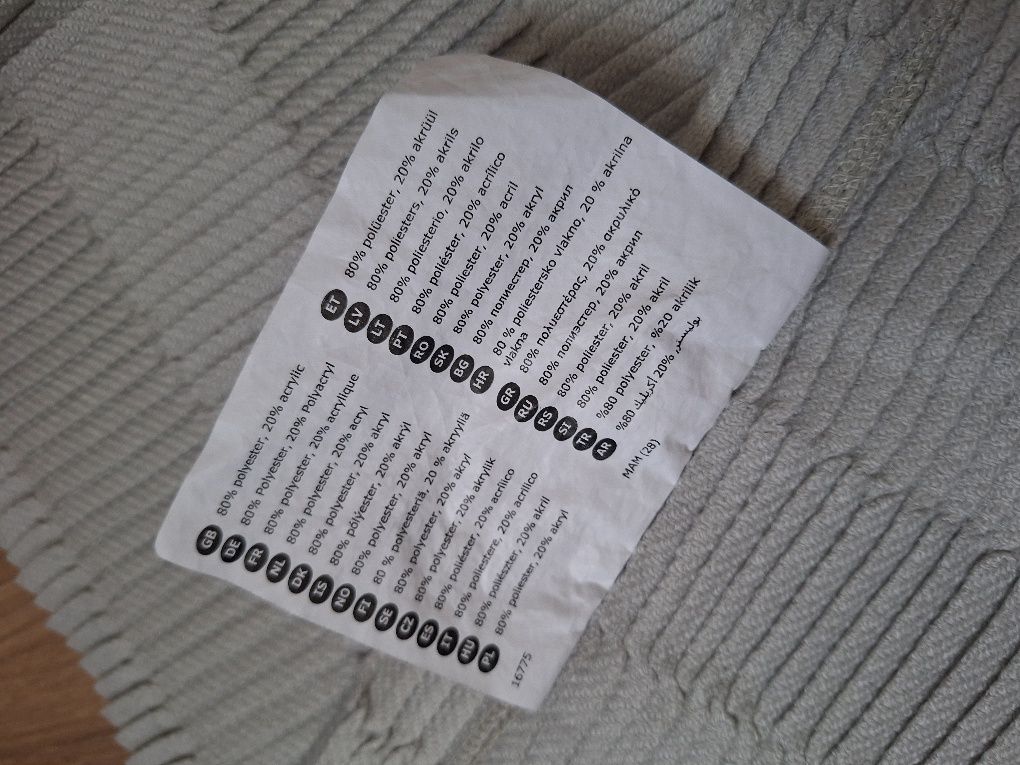 GB 80% polyester, 20% acrylic
DE 80% Polyester, 20% Polyacryl
FR 80% polyester, 20% acrylique
NL 80% polyester, 20% acryl
DK 80% polyester, 20% akryl
IS 80% pólýester, 20% akrýl
NO 80% polyester, 20% akryl
FI 80 % polyesteriä, 20 % akryyliä
SE 80% polyester, 20% akryl
CZ 80% polyester, 20% akrylik
ES 80% poliéster, 20% acrílico
IT 80% poliestere, 20% acrilico
HU 80% poliészter, 20% akril
PL 80% poliester, 20% akryl
16775
ET 80% polüester, 20% akrüül
LV 80% poliesters, 20% akrils
LT 80% poliesterio, 20% akrilo
PT 80% poliéster, 20% acrílico
RO 80% poliester, 20% acril
SK 80% polyester, 20% akryl
BG 80% полиестер, 20% акрил
HR 80 % poliestersko vlakno, 20 % akrilna
vlakna
GR 80% πολυεστέρας, 20% ακρυλικό
RU 80% полиэстер, 20% акрил
RS 80% poliester, 20% akril
SI 80% poliester, 20% akril
TR %80 polyester, %20 akrilik
AR %80 بوليستر، %20 أكريليك
MAM (28)